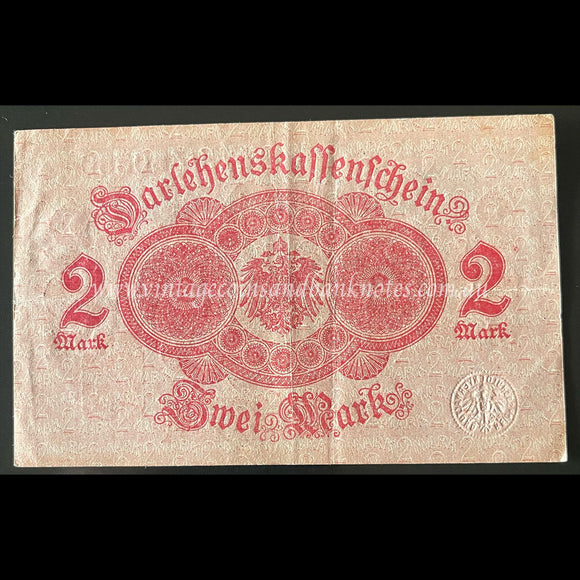 Darlehenskassenschein
2 2
Mark Mark
www.vintagecoinsandbanknotes.com.au
Zwei Mark